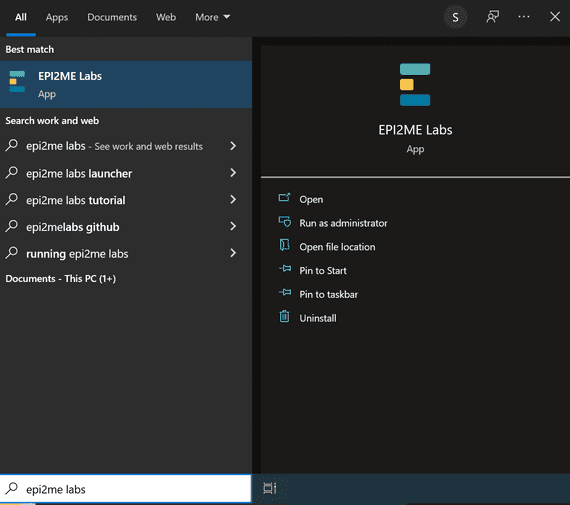 All Apps Documents Web More S
Best match
EPI2ME Labs
App
Search work and web
epi2me labs - See work and web results
epi2me labs launcher
epi2me labs tutorial
epi2melabs github
running epi2me labs
Documents - This PC (1+)
EPI2ME Labs
App
Open
Run as administrator
Open file location
Pin to Start
Pin to taskbar
Uninstall
epi2me labs